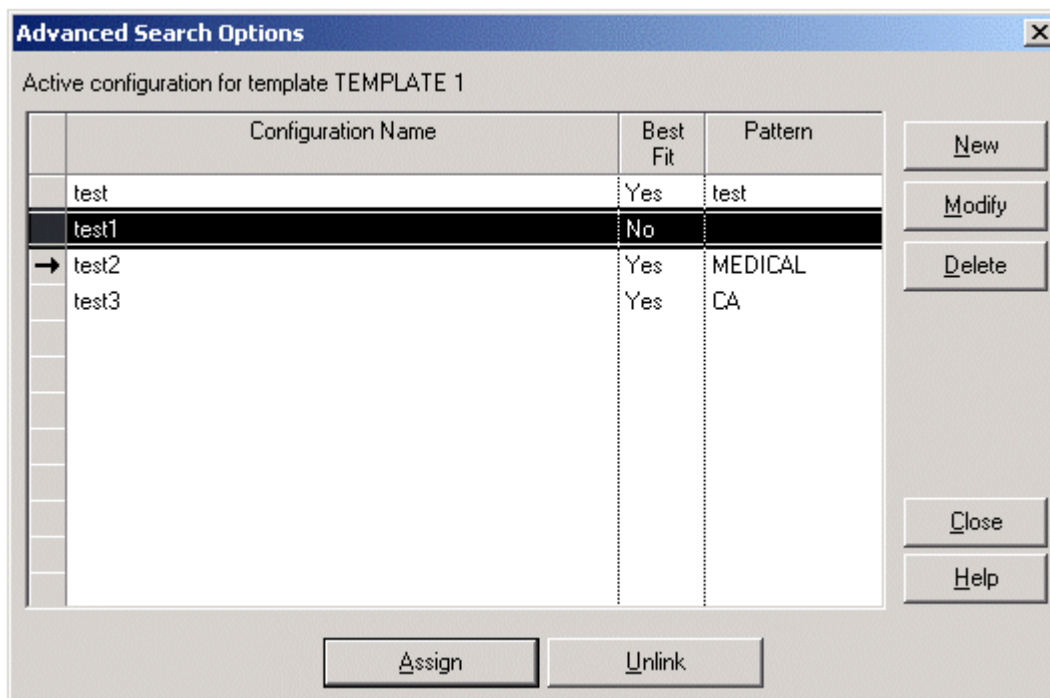 Advanced Search Options
Active configuration for template TEMPLATE 1
Configuration Name Best Fit Pattern
test Yes test
test1 No
test2 Yes MEDICAL
test3 Yes CA
New
Modify
Delete
Close
Help
Assign Unlink